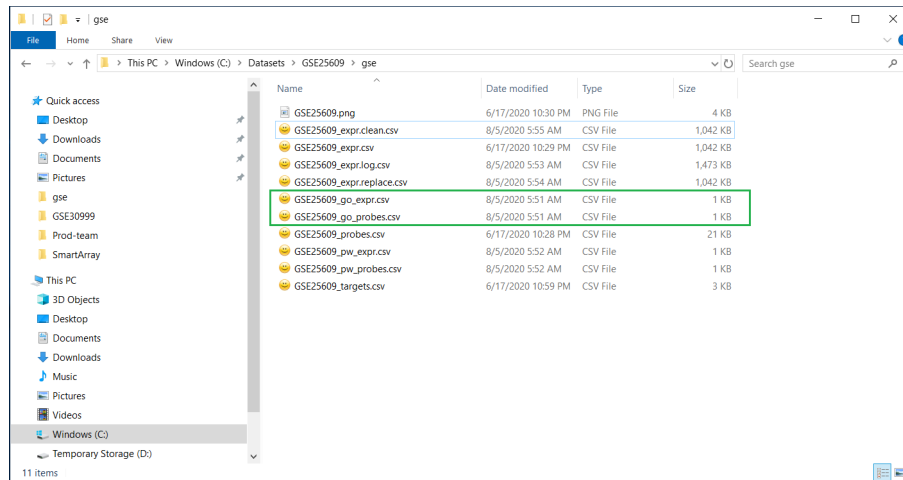 gse
File Home Share View
This PC > Windows (C:) > Datasets > GSE25609 > gse
Search gse
Name Date modified Type Size
Quick access
Desktop
Downloads
Documents
Pictures
gse
GSE30999
Prod-team
SmartArray
This PC
3D Objects
Desktop
Documents
Downloads
Music
Pictures
Videos
Windows (C:)
Temporary Storage (D:)
GSE25609.png 6/17/2020 10:30 PM PNG File 4 KB
GSE25609_expr.clean.csv 8/5/2020 5:55 AM CSV File 1,042 KB
GSE25609_expr.csv 6/17/2020 10:29 PM CSV File 1,042 KB
GSE25609_expr.log.csv 8/5/2020 5:53 AM CSV File 1,473 KB
GSE25609_expr.replace.csv 8/5/2020 5:54 AM CSV File 1,042 KB
GSE25609_go_expr.csv 8/5/2020 5:51 AM CSV File 1 KB
GSE25609_go_probes.csv 8/5/2020 5:51 AM CSV File 1 KB
GSE25609_probes.csv 6/17/2020 10:28 PM CSV File 21 KB
GSE25609_pw_expr.csv 8/5/2020 5:52 AM CSV File 1 KB
GSE25609_pw_probes.csv 8/5/2020 5:52 AM CSV File 1 KB
GSE25609_targets.csv 6/17/2020 10:59 PM CSV File 3 KB
11 items